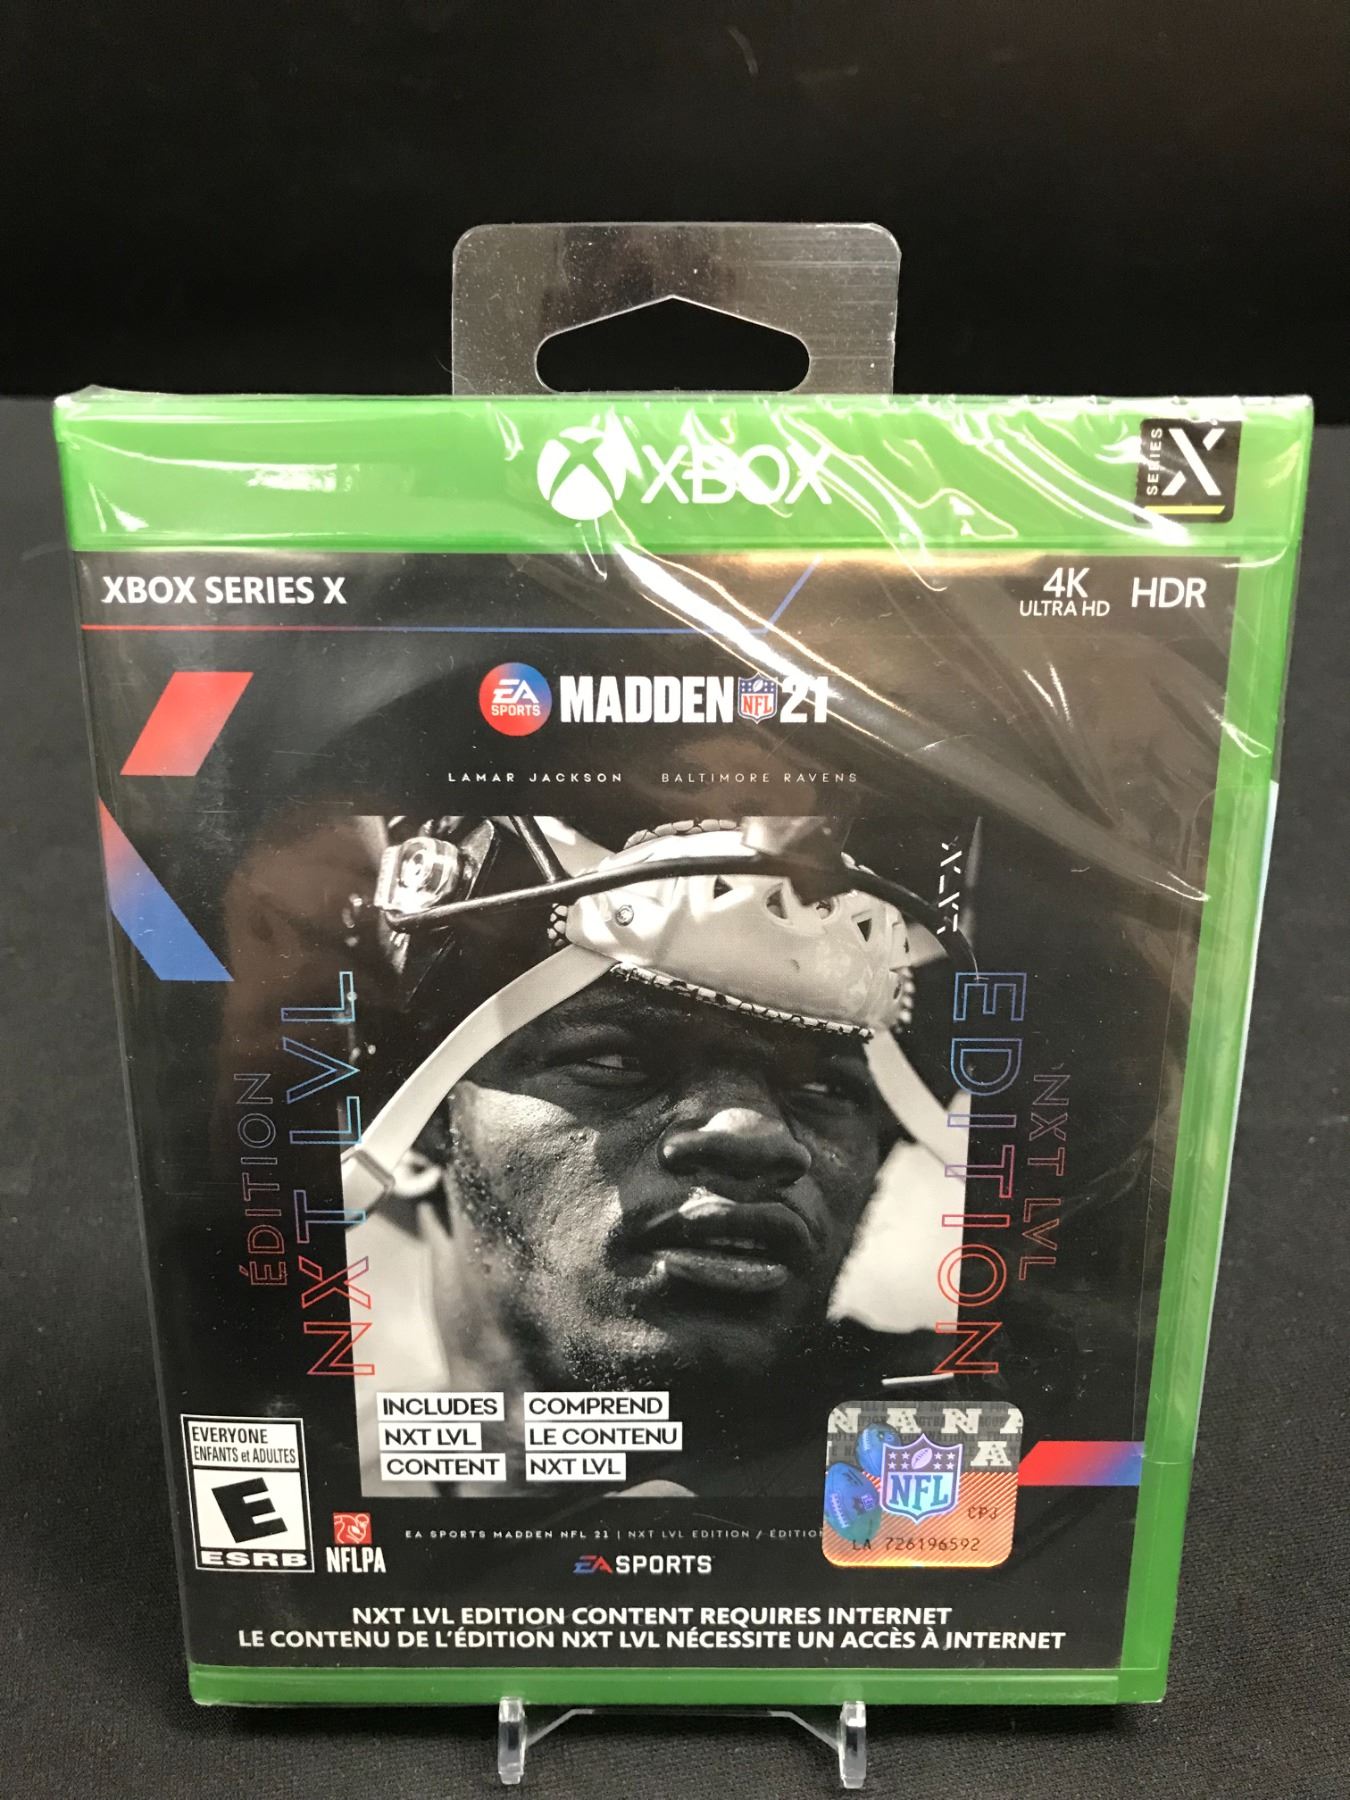 XBOX
SERIES X
XBOX SERIES X
4K
ULTRA HD
HDR
EA
SPORTS
MADDEN NFL 21
LAMAR JACKSON BALTIMORE RAVENS
ÉDITION
NXT LVL
EDITION
NXT LVL
INCLUDES
NXT LVL
CONTENT
COMPREND
LE CONTENU
NXT LVL
EVERYONE
ENFANTS et ADULTES
E
ESRB
NFLPA
EA SPORTS MADDEN NFL 21 | NXT LVL EDITION / ÉDITIO
EA SPORTS
NFL
CPJ
LA 726196592
NXT LVL EDITION CONTENT REQUIRES INTERNET
LE CONTENU DE L'ÉDITION NXT LVL NÉCESSITE UN ACCÈS À INTERNET